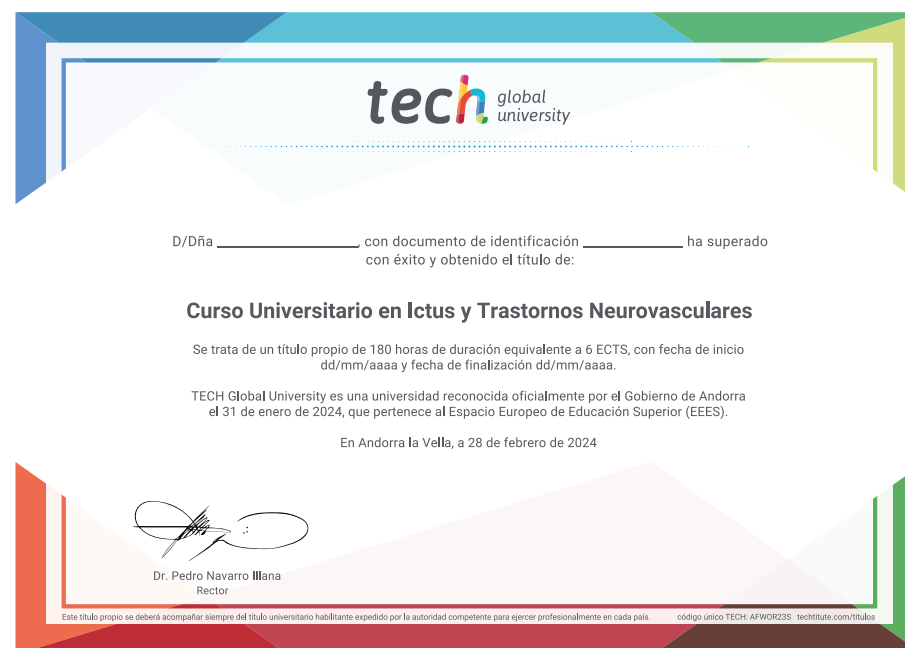 tech global university
D/Dña ____________, con documento de identificación ____________ ha superado
con éxito y obtenido el título de:
Curso Universitario en Ictus y Trastornos Neurovasculares
Se trata de un título propio de 180 horas de duración equivalente a 6 ECTS, con fecha de inicio
dd/mm/aaaa y fecha de finalización dd/mm/aaaa.
TECH Global University es una universidad reconocida oficialmente por el Gobierno de Andorra
el 31 de enero de 2024, que pertenece al Espacio Europeo de Educación Superior (EEES).
En Andorra la Vella, a 28 de febrero de 2024
Dr. Pedro Navarro Illana
Rector
Este título propio se deberá acompañar siempre del título universitario habilitante expedido por la autoridad competente para ejercer profesionalmente en cada país. código único TECH: AFWOR23S techtitute.com/titulos